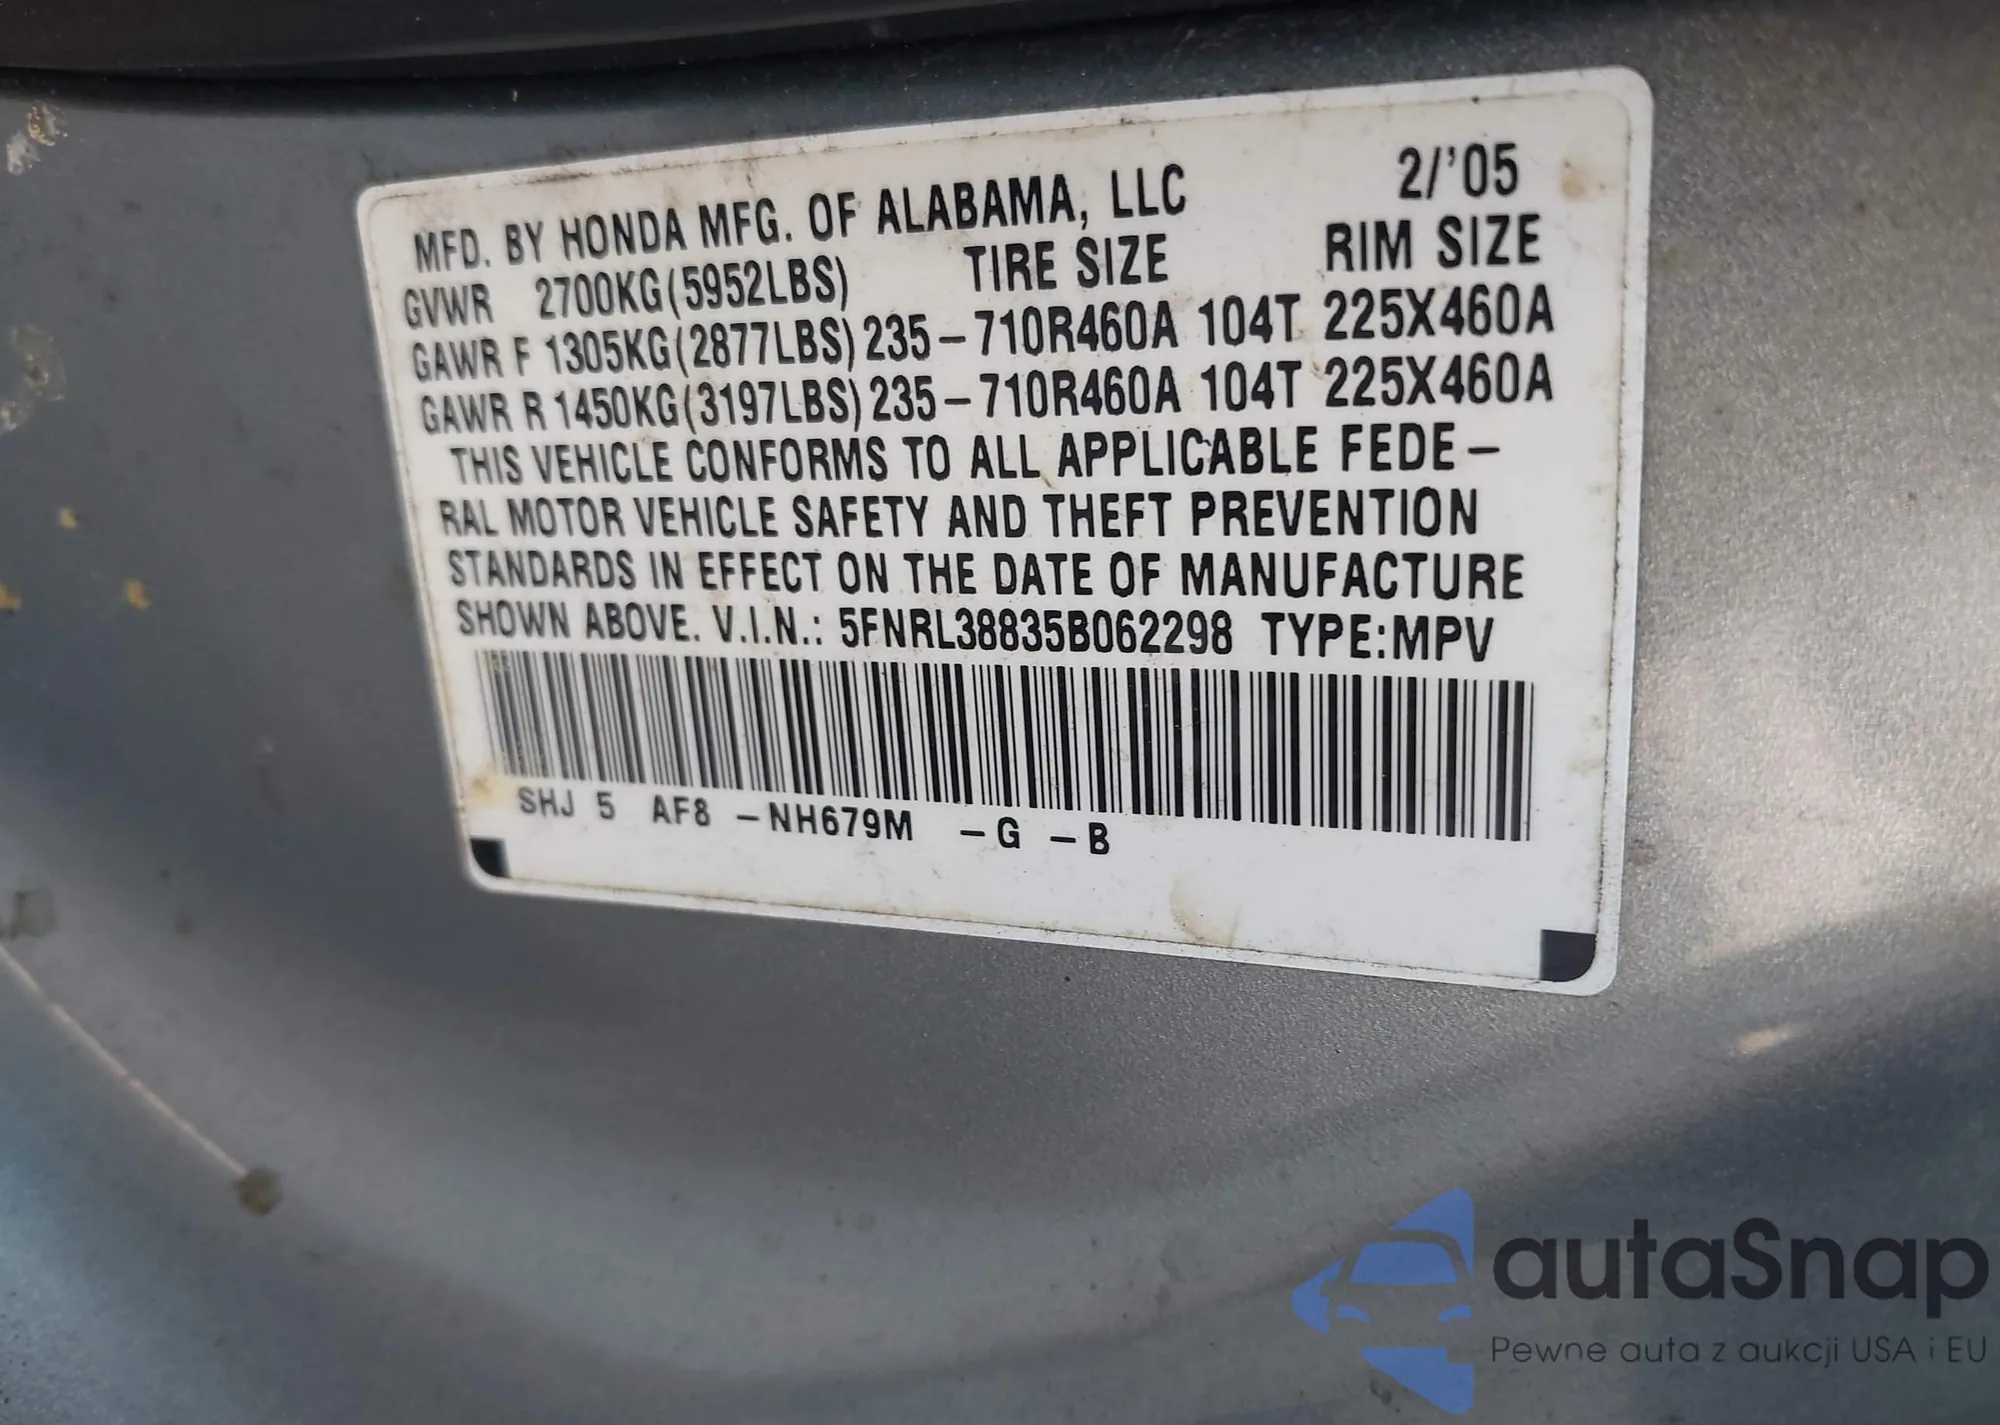 MFD. BY HONDA MFG. OF ALABAMA, LLC 2/'05
GVWR 2700KG(5952LBS) TIRE SIZE RIM SIZE
GAWR F 1305KG(2877LBS) 235-710R460A 104T 225X460A
GAWR R 1450KG(3197LBS) 235-710R460A 104T 225X460A
THIS VEHICLE CONFORMS TO ALL APPLICABLE FEDE-
RAL MOTOR VEHICLE SAFETY AND THEFT PREVENTION
STANDARDS IN EFFECT ON THE DATE OF MANUFACTURE
SHOWN ABOVE. V.I.N.: 5FNRL38835B062298 TYPE:MPV
SHJ 5 AF8 -NH679M -G -B
autaSnap
Pewne auta z aukcji USA i EU